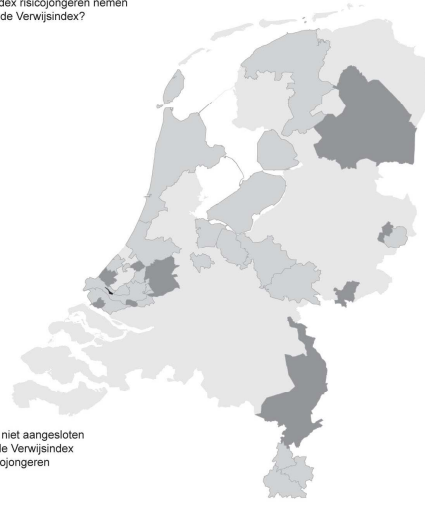 dex risicojongeren nemen
de Verwijsindex?
niet aangesloten
de Verwijsindex
ojongeren